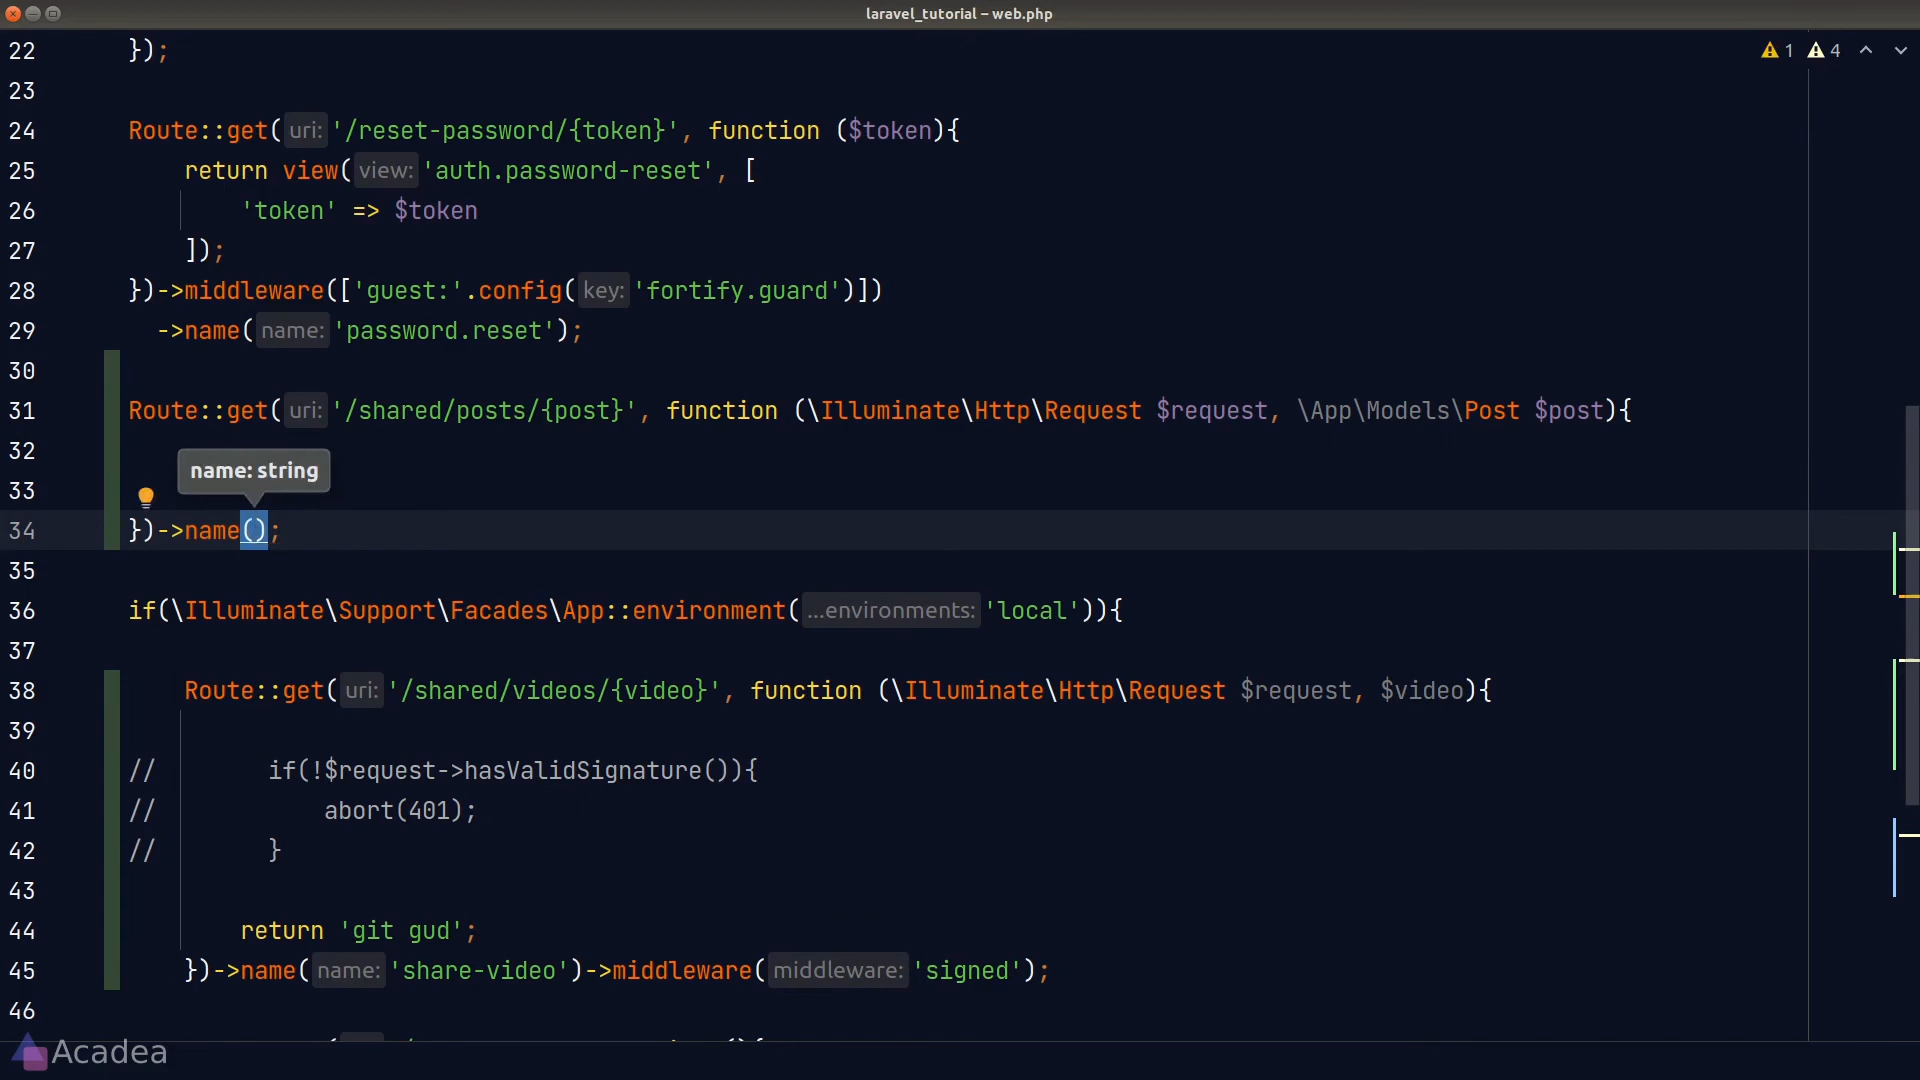 laravel_tutorial – web.php
1 4
22 });
23
24 Route::get( uri: '/reset-password/{token}', function ($token){
25 return view( view: 'auth.password-reset', [
26 'token' => $token
27 ]);
28 })->middleware(['guest:'.config( key: 'fortify.guard')])
29 ->name( name: 'password.reset');
30
31 Route::get( uri: '/shared/posts/{post}', function (\Illuminate\Http\Request $request, \App\Models\Post $post){
32
name: string
33
34 })->name();
35
36 if(\Illuminate\Support\Facades\App::environment( ...environments: 'local')){
37
38 Route::get( uri: '/shared/videos/{video}', function (\Illuminate\Http\Request $request, $video){
39
40 // if(!$request->hasValidSignature()){
41 // abort(401);
42 // }
43
44 return 'git gud';
45 })->name( name: 'share-video')->middleware( middleware: 'signed');
46
Acadea